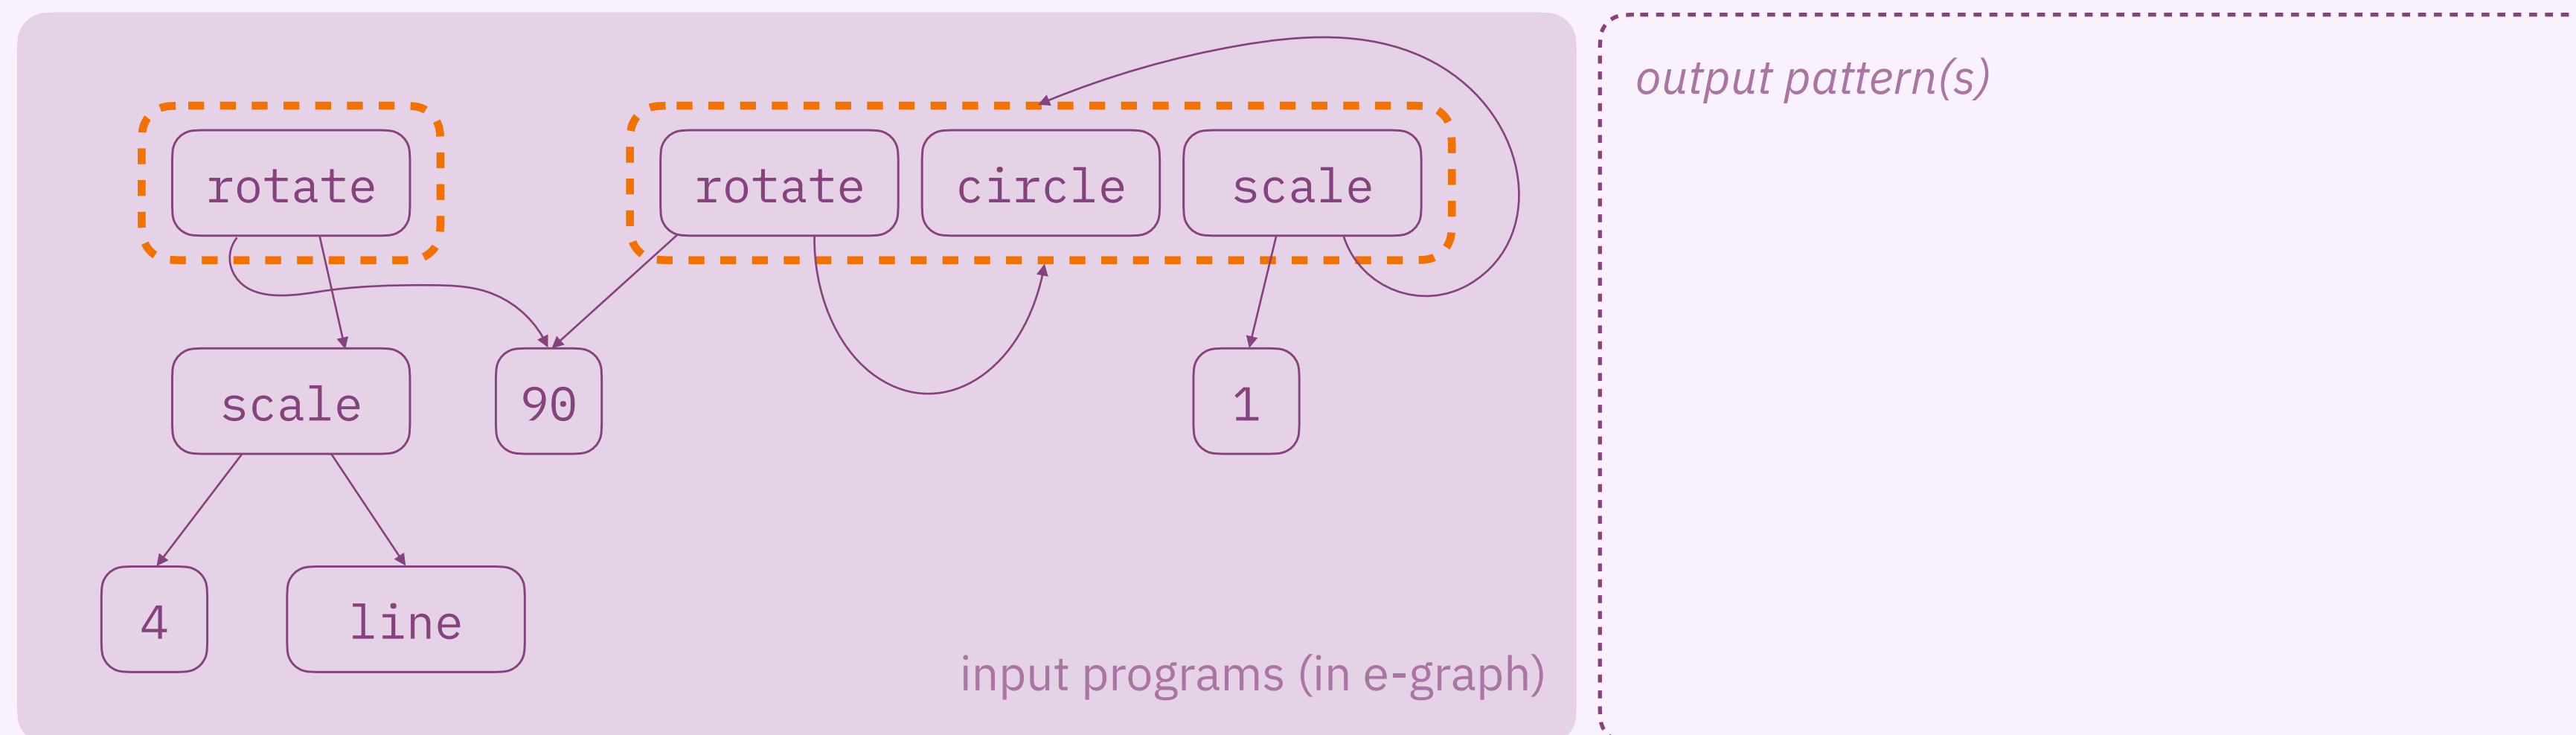 output pattern(s)
rotate
rotate
circle
scale
scale
90
1
4
line
input programs (in e-graph)